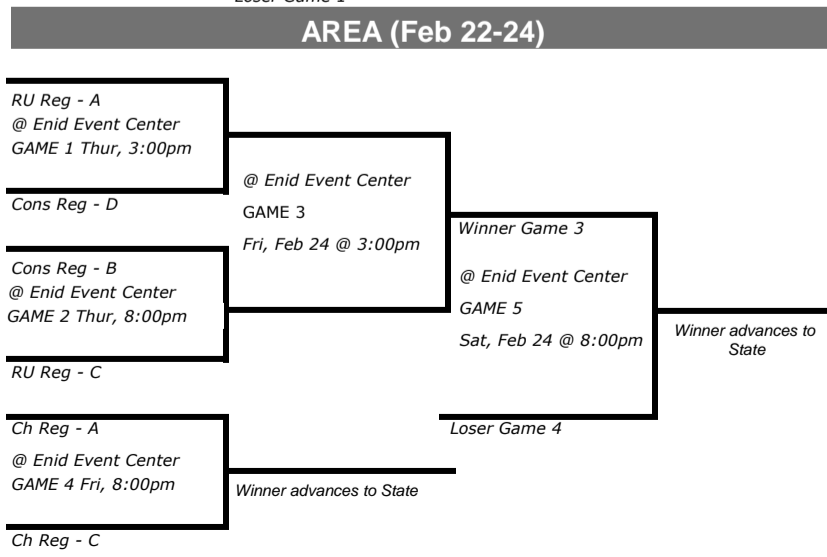 Loser Game 1
AREA (Feb 22-24)
RU Reg - A
@ Enid Event Center
GAME 1 Thur, 3:00pm
Cons Reg - D
@ Enid Event Center
GAME 3
Fri, Feb 24 @ 3:00pm
Cons Reg - B
@ Enid Event Center
GAME 2 Thur, 8:00pm
RU Reg - C
Winner Game 3
@ Enid Event Center
GAME 5
Sat, Feb 24 @ 8:00pm
Loser Game 4
Winner advances to
State
Ch Reg - A
@ Enid Event Center
GAME 4 Fri, 8:00pm
Ch Reg - C
Winner advances to State